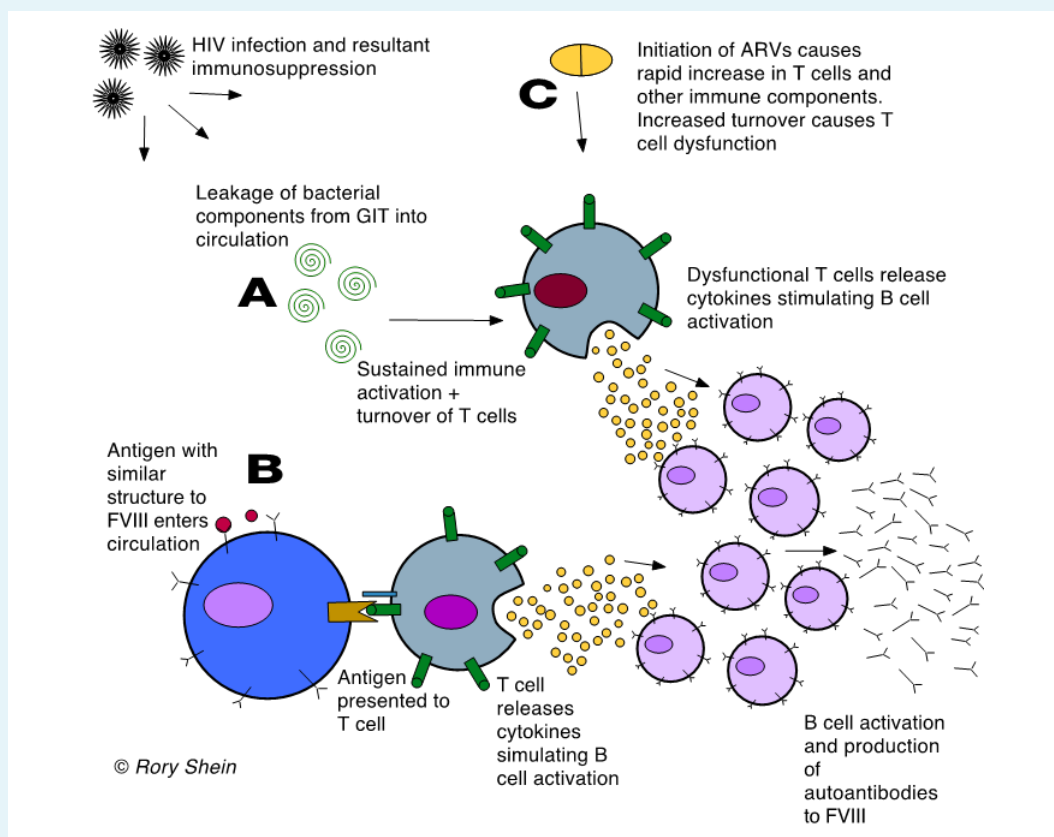 HIV infection and resultant
immunosuppression
C
Initiation of ARVs causes
rapid increase in T cells and
other immune components.
Increased turnover causes T
cell dysfunction
Leakage of bacterial
components from GIT into
circulation
A
Dysfunctional T cells release
cytokines stimulating B cell
activation
Sustained immune
activation +
turnover of T cells
Antigen with
similar
structure to
FVIII enters
circulation
B
Antigen
presented to
T cell
T cell
releases
cytokines
simulating B
cell activation
B cell activation
and production
of
autoantibodies
to FVIII
© Rory Shein